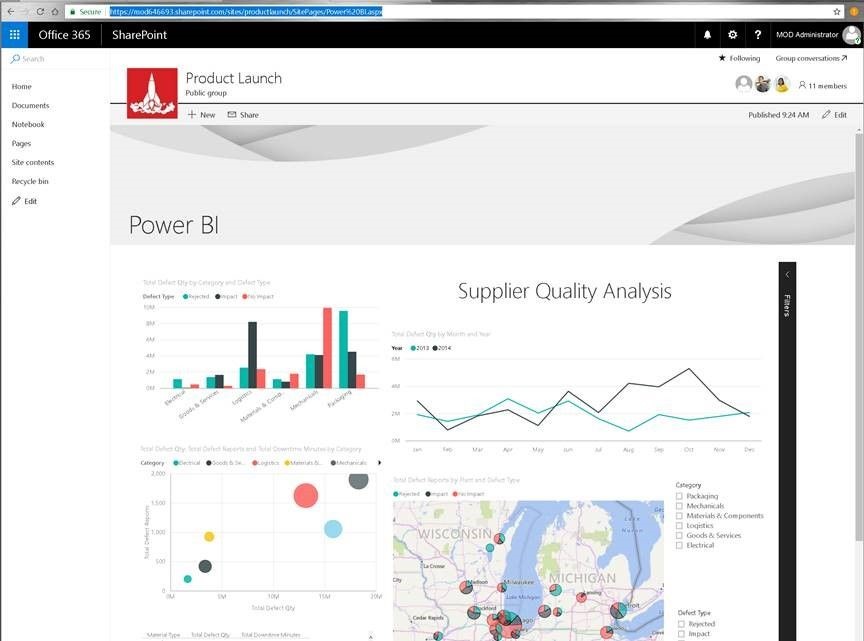 Secure
https://mod646693.sharepoint.com/sites/productlaunch/SitePages/Power%20BI.aspx
Office 365
SharePoint
MOD Administrator
Search
Following
Group conversations
Home
Documents
Notebook
Pages
Site contents
Recycle bin
Edit
Product Launch
Public group
11 members
New
Share
Published 9:24 AM
Edit
Power BI
Total Defect Qty by Category and Defect Type
Defect Type Rejected Impact No Impact
10M
8M
6M
4M
2M
0M
Electrical
Goods & Services
Logistics
Materials & Comp...
Mechanicals
Packaging
Supplier Quality Analysis
Total Defect Qty by Month and Year
Year 2013 2014
6M
4M
2M
0M
Jan Feb Mar Apr May Jun Jul Aug Sep Oct Nov Dec
Filters
Total Defect Qty, Total Defect Reports and Total Downtime Minutes by Category
Category Electrical Goods & Se... Logistics Materials &... Mechanicals
2,000
1,500
1,000
500
0
Total Defect Reports
0M 5M 10M 15M 20M
Total Defect Qty
Material Type Total Defect Qty Total Downtime Minutes
Total Defect Reports by Plant and Defect Type
Rejected Impact No Impact
WISCONSIN
La Crosse
Madison
Milwaukee
MICHIGAN
Lansing
Lake Michigan
Rockford
Detroit
Cedar Rapids
Lake
Huron
Category
Packaging
Mechanicals
Materials & Components
Logistics
Goods & Services
Electrical
Defect Type
Rejected
Impact